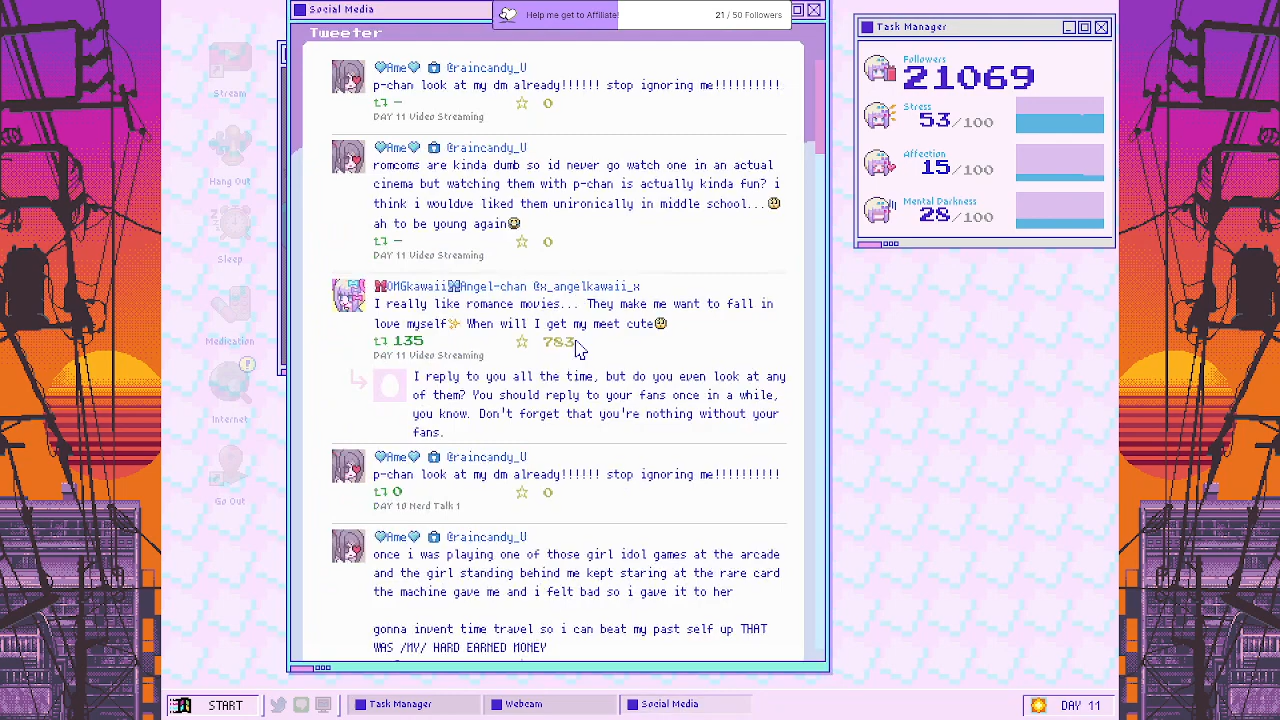 Social Media
Help me get to Affiliate!
21 / 50 Followers
Tweeter
Ame @raincandy_U
p-chan look at my dm already!!!!!! stop ignoring me!!!!!!!!!!
0
DAY 11 Video Streaming
Ame @raincandy_U
romcoms are kinda dumb so id never go watch one in an actual
cinema but watching them with p-chan is actually kinda fun? i
think i wouldve liked them unironically in middle school...
ah to be young again
0
DAY 11 Video Streaming
OMGkawaii Angel-chan @x_angelkawaii_x
I really like romance movies... They make me want to fall in
love myself When will I get my meet cute
135 783
DAY 11 Video Streaming
I reply to you all the time, but do you even look at any
of them? You should reply to your fans once in a while,
you know. Don't forget that you're nothing without your
fans.
Ame @raincandy_U
p-chan look at my dm already!!!!!! stop ignoring me!!!!!!!!!!
0 0
DAY 10 Nerd Talk 1
Ame @raincandy_U
once i was of girl idol games at the arcade
and the girl kept staring at the card
the machine gave me and i felt bad so i gave it to her
gonna invent time travel so i can beat my past self up THAT
WAS /MY/ HARD EARNED MONEY
Stream
Hang Out
Sleep
Medication
Internet
Go Out
Task Manager
Followers
21069
Stress
53/100
Affection
15/100
Mental Darkness
28/100
START
Task Manager
Social Media
DAY 11